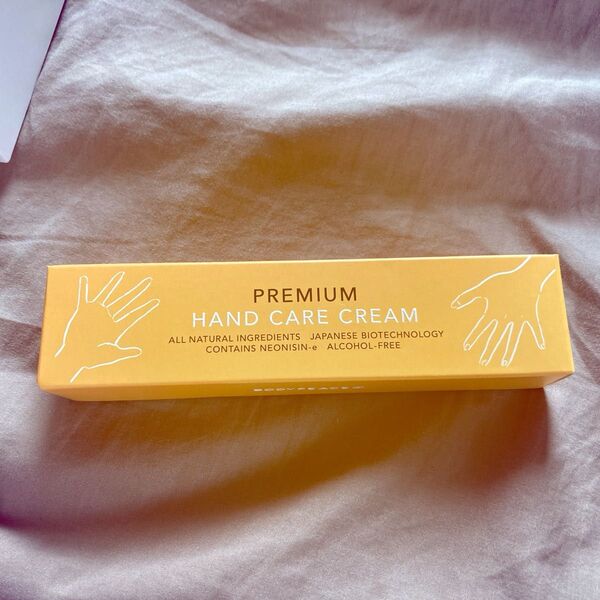 PREMIUM
HAND CARE CREAM
ALL NATURAL INGREDIENTS JAPANESE BIOTECHNOLOGY
CONTAINS NEONISIN-e ALCOHOL-FREE